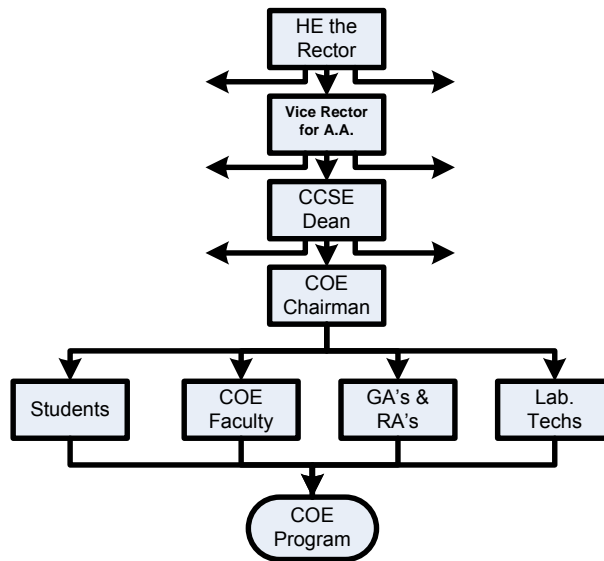 HE the
Rector
Vice Rector
for A.A.
CCSE
Dean
COE
Chairman
Students
COE
Faculty
GA’s &
RA’s
Lab.
Techs
COE
Program